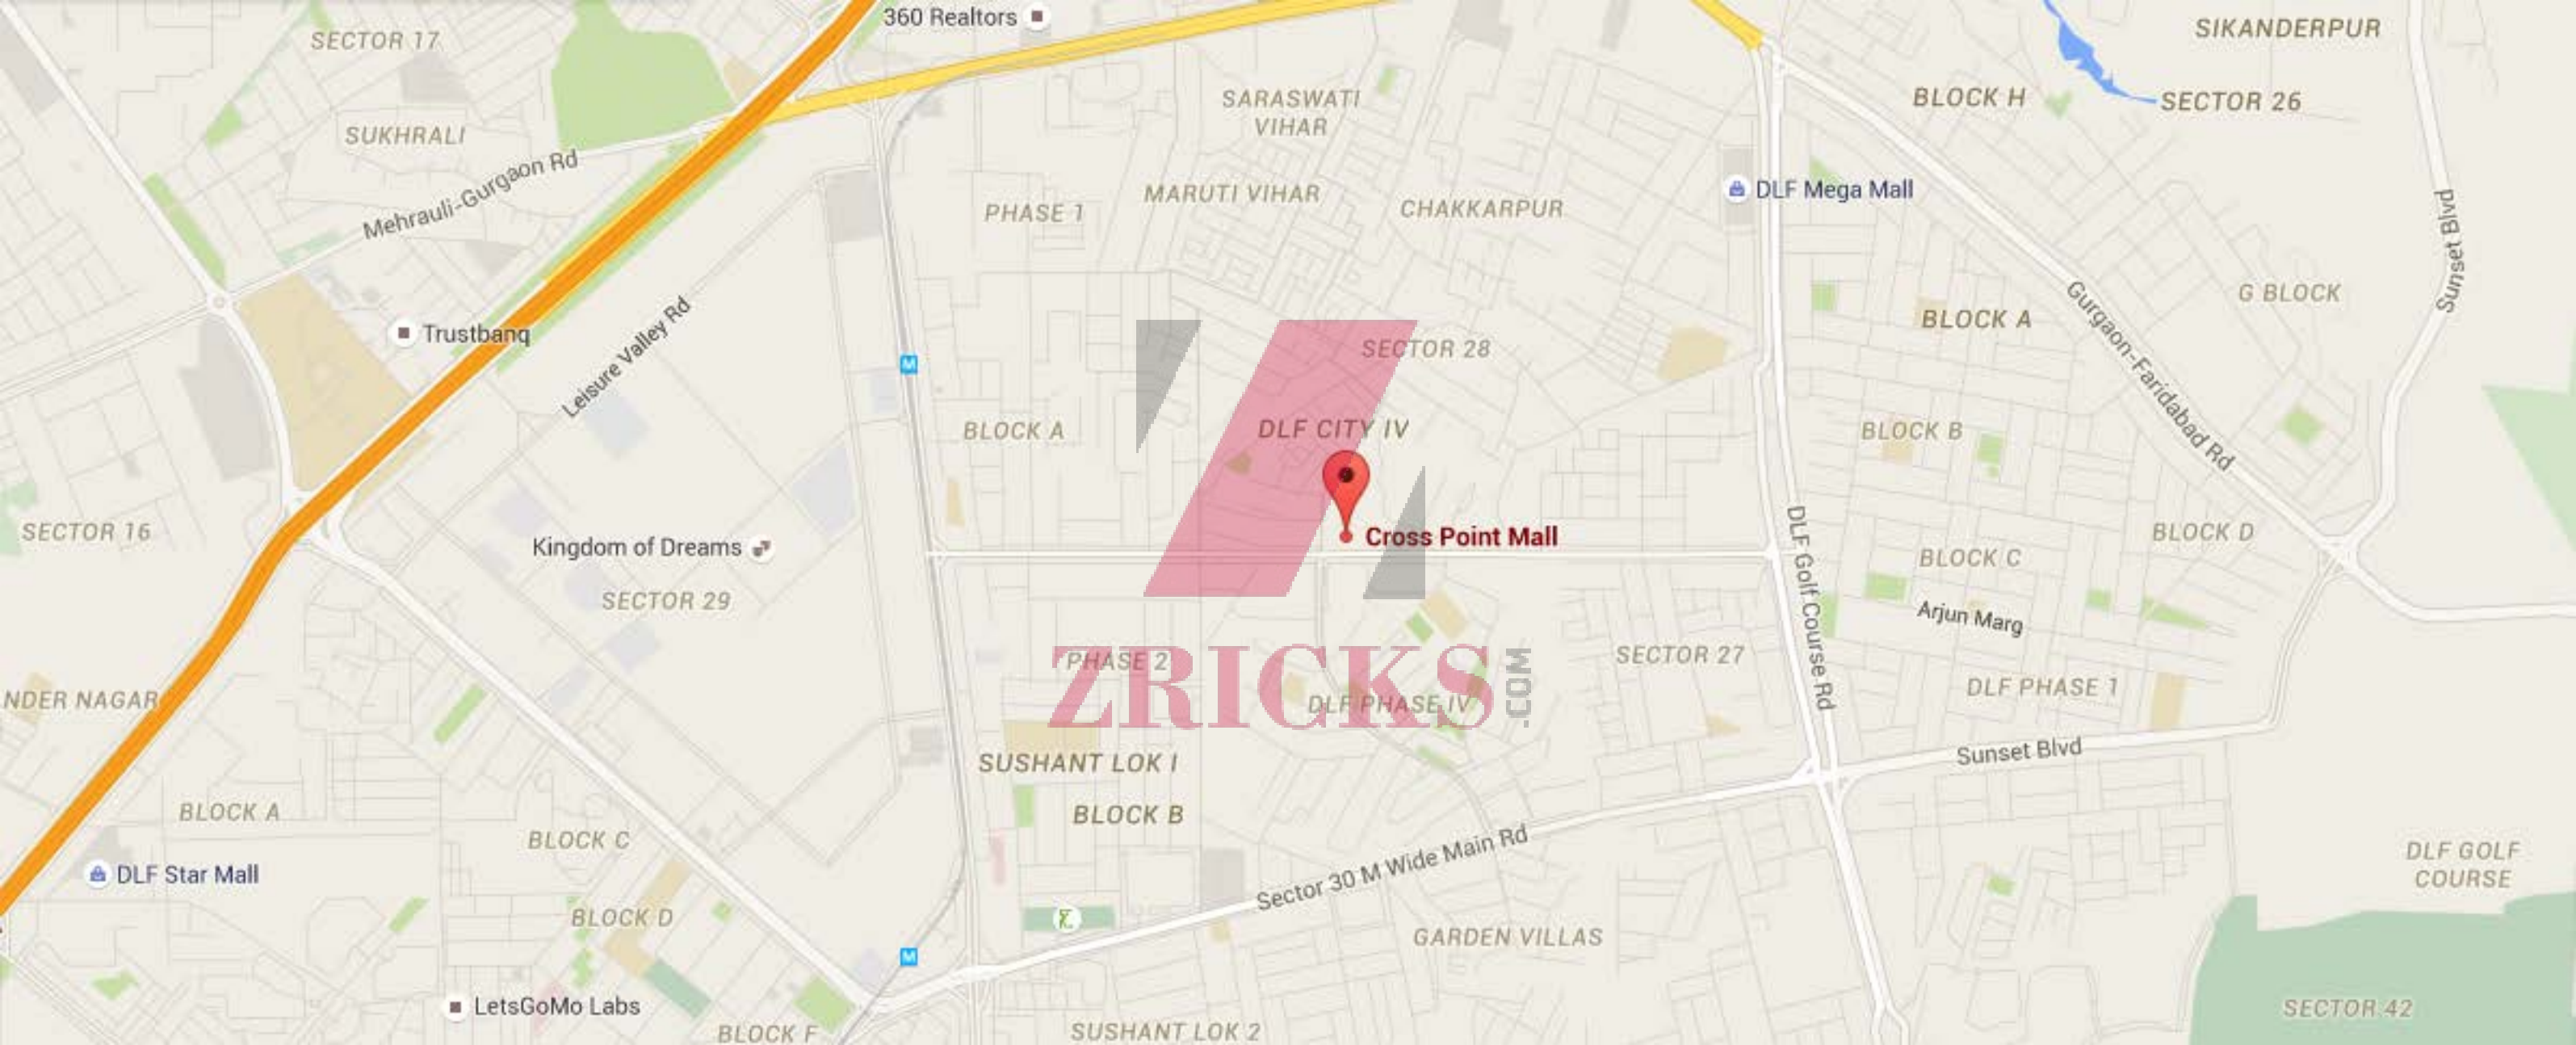 360 Realtors
SECTOR 17
SIKANDERPUR
SARASWATI
VIHAR
BLOCK H
SECTOR 26
SUKHRALI
Mehrauli-Gurgaon Rd
MARUTI VIHAR
DLF Mega Mall
PHASE 1
CHAKKARPUR
Sunset Blvd
G BLOCK
Trustbanq
Leisure Valley Rd
M
SECTOR 28
BLOCK A
Gurgaon-Faridabad Rd
BLOCK A
DLF CITY IV
BLOCK B
SECTOR 16
Kingdom of Dreams
Cross Point Mall
DLF Golf Course Rd
BLOCK D
BLOCK C
SECTOR 29
Arjun Marg
PHASE 2
SECTOR 27
ZRICKS
.COM
NDER NAGAR
DLF PHASE IV
DLF PHASE 1
SUSHANT LOK I
Sunset Blvd
BLOCK A
BLOCK B
BLOCK C
Sector 30 M Wide Main Rd
DLF GOLF
COURSE
DLF Star Mall
BLOCK D
GARDEN VILLAS
M
LetsGoMo Labs
SECTOR 42
BLOCK F
SUSHANT LOK 2